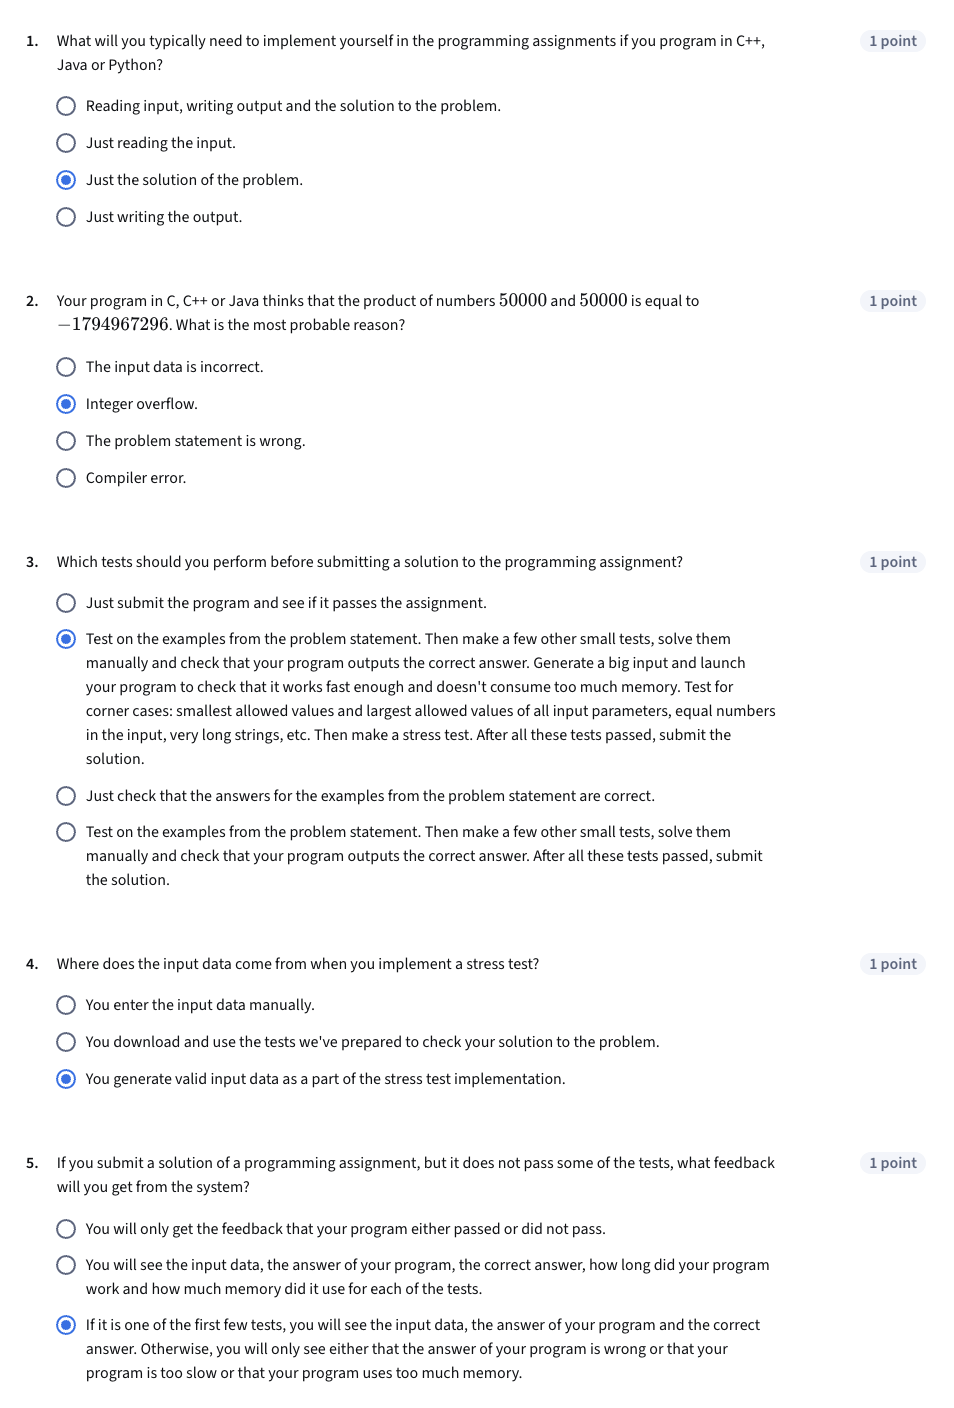 1. What will you typically need to implement yourself in the programming assignments if you program in C++, 1 point
Java or Python?
Reading input, writing output and the solution to the problem.
Just reading the input.
Just the solution of the problem.
Just writing the output.
2. Your program in C, C++ or Java thinks that the product of numbers 50000 and 50000 is equal to 1 point
−1794967296. What is the most probable reason?
The input data is incorrect.
Integer overflow.
The problem statement is wrong.
Compiler error.
3. Which tests should you perform before submitting a solution to the programming assignment? 1 point
Just submit the program and see if it passes the assignment.
Test on the examples from the problem statement. Then make a few other small tests, solve them
manually and check that your program outputs the correct answer. Generate a big input and launch
your program to check that it works fast enough and doesn't consume too much memory. Test for
corner cases: smallest allowed values and largest allowed values of all input parameters, equal numbers
in the input, very long strings, etc. Then make a stress test. After all these tests passed, submit the
solution.
Just check that the answers for the examples from the problem statement are correct.
Test on the examples from the problem statement. Then make a few other small tests, solve them
manually and check that your program outputs the correct answer. After all these tests passed, submit
the solution.
4. Where does the input data come from when you implement a stress test? 1 point
You enter the input data manually.
You download and use the tests we've prepared to check your solution to the problem.
You generate valid input data as a part of the stress test implementation.
5. If you submit a solution of a programming assignment, but it does not pass some of the tests, what feedback 1 point
will you get from the system?
You will only get the feedback that your program either passed or did not pass.
You will see the input data, the answer of your program, the correct answer, how long did your program
work and how much memory did it use for each of the tests.
If it is one of the first few tests, you will see the input data, the answer of your program and the correct
answer. Otherwise, you will only see either that the answer of your program is wrong or that your
program is too slow or that your program uses too much memory.